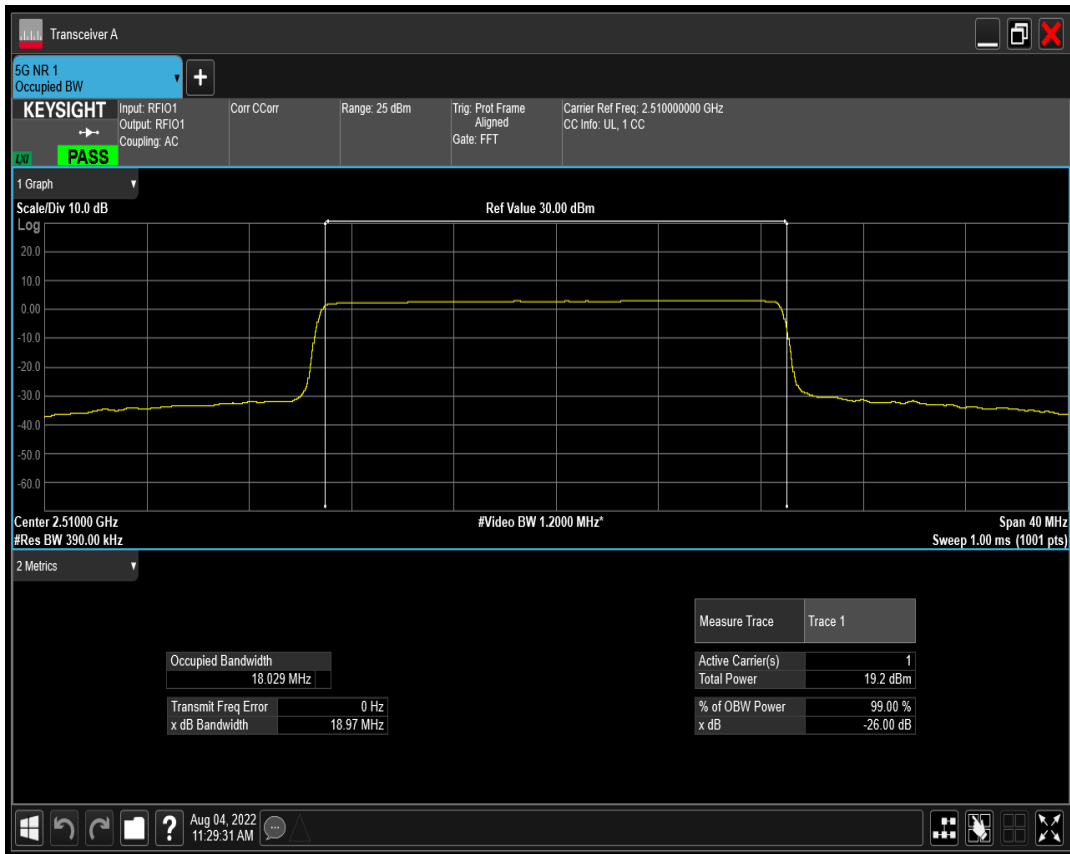 Transceiver A
5G NR 1
Occupied BW
+
KEYSIGHT
LXI
PASS
Input: RFIO1
Output: RFIO1
Coupling: AC
Corr CCorr
Range: 25 dBm
Trig: Prot Frame
Aligned
Gate: FFT
Carrier Ref Freq: 2.510000000 GHz
CC Info: UL, 1 CC
1 Graph
Scale/Div 10.0 dB
Ref Value 30.00 dBm
Log
20.0
10.0
0.00
-10.0
-20.0
-30.0
-40.0
-50.0
-60.0
Center 2.51000 GHz
#Video BW 1.2000 MHz*
Span 40 MHz
#Res BW 390.00 kHz
Sweep 1.00 ms (1001 pts)
2 Metrics
Measure Trace Trace 1
Occupied Bandwidth
18.029 MHz
Active Carrier(s) 1
Total Power 19.2 dBm
Transmit Freq Error 0 Hz
x dB Bandwidth 18.97 MHz
% of OBW Power 99.00 %
x dB -26.00 dB
?
Aug 04, 2022
11:29:31 AM